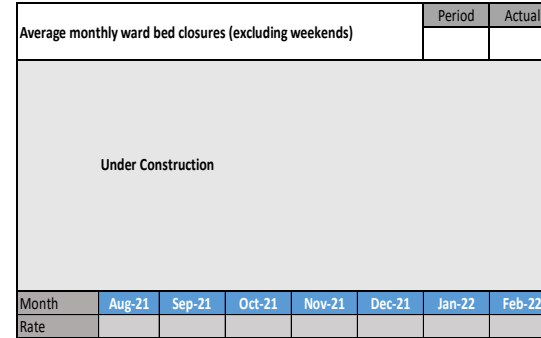 Period Actual
Average monthly ward bed closures (excluding weekends)
Under Construction
Month Aug-21 Sep-21 Oct-21 Nov-21 Dec-21 Jan-22 Feb-22
Rate